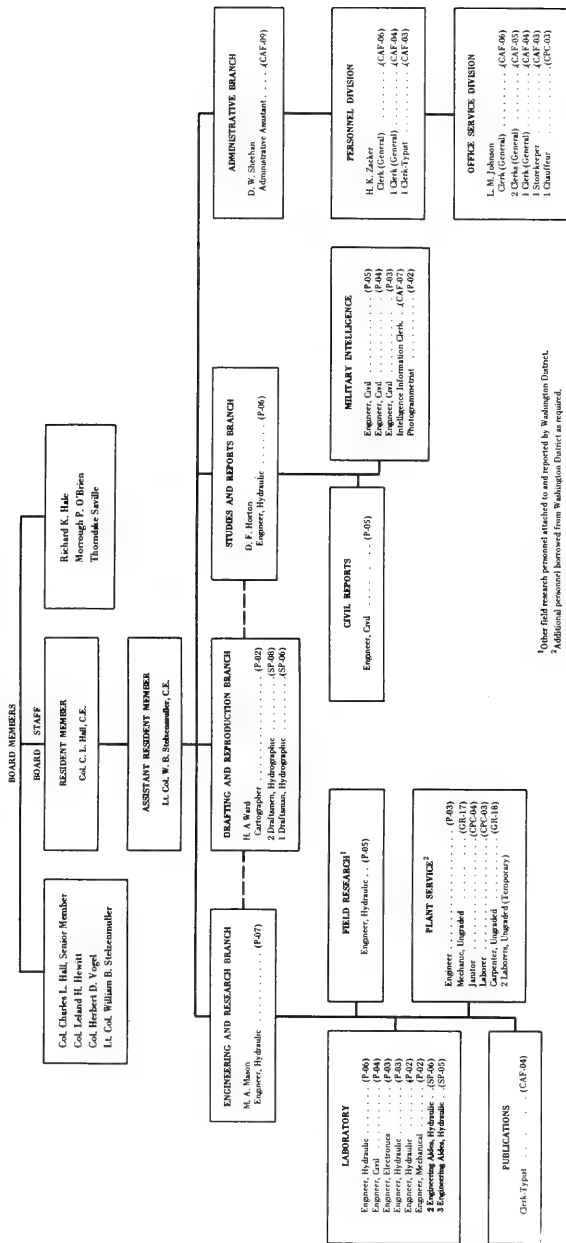 BOARD MEMBERS
Col. Charles L. Hall, Senior Member
Col. Leland H. Hewitt
Col. Herbert D. Vogel
Lt. Col. William B. Stelzenmuller
Richard K. Hale
Morrough P. O'Brien
Thorndake Saville
BOARD STAFF
RESIDENT MEMBER
Col. C. L. Hall, C.E.
ASSISTANT RESIDENT MEMBER
Lt. Col. W. B. Stelzenmuller, C.E.
ENGINEERING AND RESEARCH BRANCH
M. A. Mason
Engineer, Hydraulic . . . . . . . . (P-07)
DRAFTING AND REPRODUCTION BRANCH
H. A Ward
Cartographer . . . . . . . . . . . (P-02)
2 Draftsmen, Hydrographic . . . . (SP-08)
1 Draftsman, Hydrographic . . . . (SP-06)
STUDIES AND REPORTS BRANCH
D. F. Horton
Engineer, Hydraulic . . . . . . . (P-06)
ADMINISTRATIVE BRANCH
D. W. Sheehan
Administrative Assistant . . . . . (CAF-09)
LABORATORY
Engineer, Hydraulic . . . . . . . (P-06)
Engineer, Civil . . . . . . . . . (P-04)
Engineer, Electronics . . . . . . (P-03)
Engineer, Hydraulic . . . . . . . (P-03)
Engineer, Hydraulic . . . . . . . (P-02)
Engineer, Mechanical . . . . . . . (P-02)
2 Engineering Aides, Hydraulic . . (SP-06)
3 Engineering Aides, Hydraulic . . (SP-05)
FIELD RESEARCH¹
Engineer, Hydraulic . . (P-05)
PLANT SERVICE²
Engineer . . . . . . . . . . . . . (P-03)
Mechanic, Ungraded . . . . . . . . (GR-17)
Janitor . . . . . . . . . . . . . (CPC-04)
Laborer . . . . . . . . . . . . . (CPC-03)
Carpenter, Ungraded . . . . . . . (GR-18)
2 Laborers, Ungraded (Temporary)
PUBLICATIONS
Clerk-Typist . . . . . . (CAF-04)
CIVIL REPORTS
Engineer, Civil . . . . . . . . (P-05)
MILITARY INTELLIGENCE
Engineer, Civil . . . . . . . . . (P-05)
Engineer, Civil . . . . . . . . . (P-04)
Engineer, Civil . . . . . . . . . (P-03)
Intelligence Information Clerk . . (CAF-07)
Photogrammetrist . . . . . . . . . (P-02)
PERSONNEL DIVISION
H. K. Zacker
Clerk (General) . . . . . . . . . (CAF-06)
1 Clerk (General) . . . . . . . . (CAF-04)
1 Clerk-Typist . . . . . . . . . . (CAF-03)
OFFICE SERVICE DIVISION
L. M. Johnson
Clerk (General) . . . . . . . . . (CAF-06)
2 Clerks (General) . . . . . . . . (CAF-05)
1 Clerk (General) . . . . . . . . (CAF-04)
1 Storekeeper . . . . . . . . . . (CAF-03)
1 Chauffeur . . . . . . . . . . . (CPC-03)
¹Other field research personnel attached to and reported by Washington District.
²Additional personnel borrowed from Washington District as required.